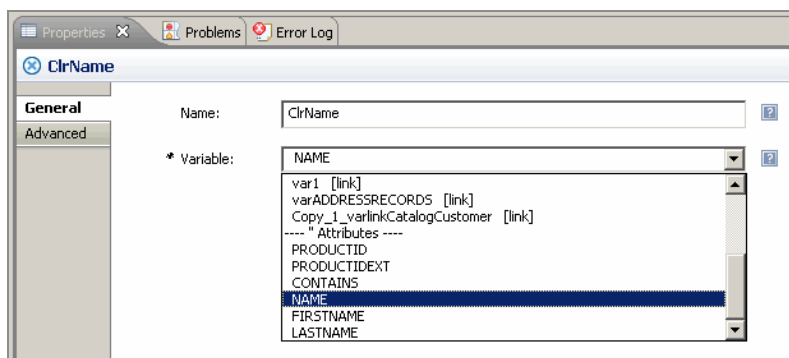 Properties Problems Error Log
ClrName
General
Advanced
Name: ClrName
* Variable: NAME
var1 [link]
varADDRESSRECORDS [link]
Copy_1_varlinkCatalogCustomer [link]
---- " Attributes ----
PRODUCTID
PRODUCTIDEXT
CONTAINS
NAME
FIRSTNAME
LASTNAME